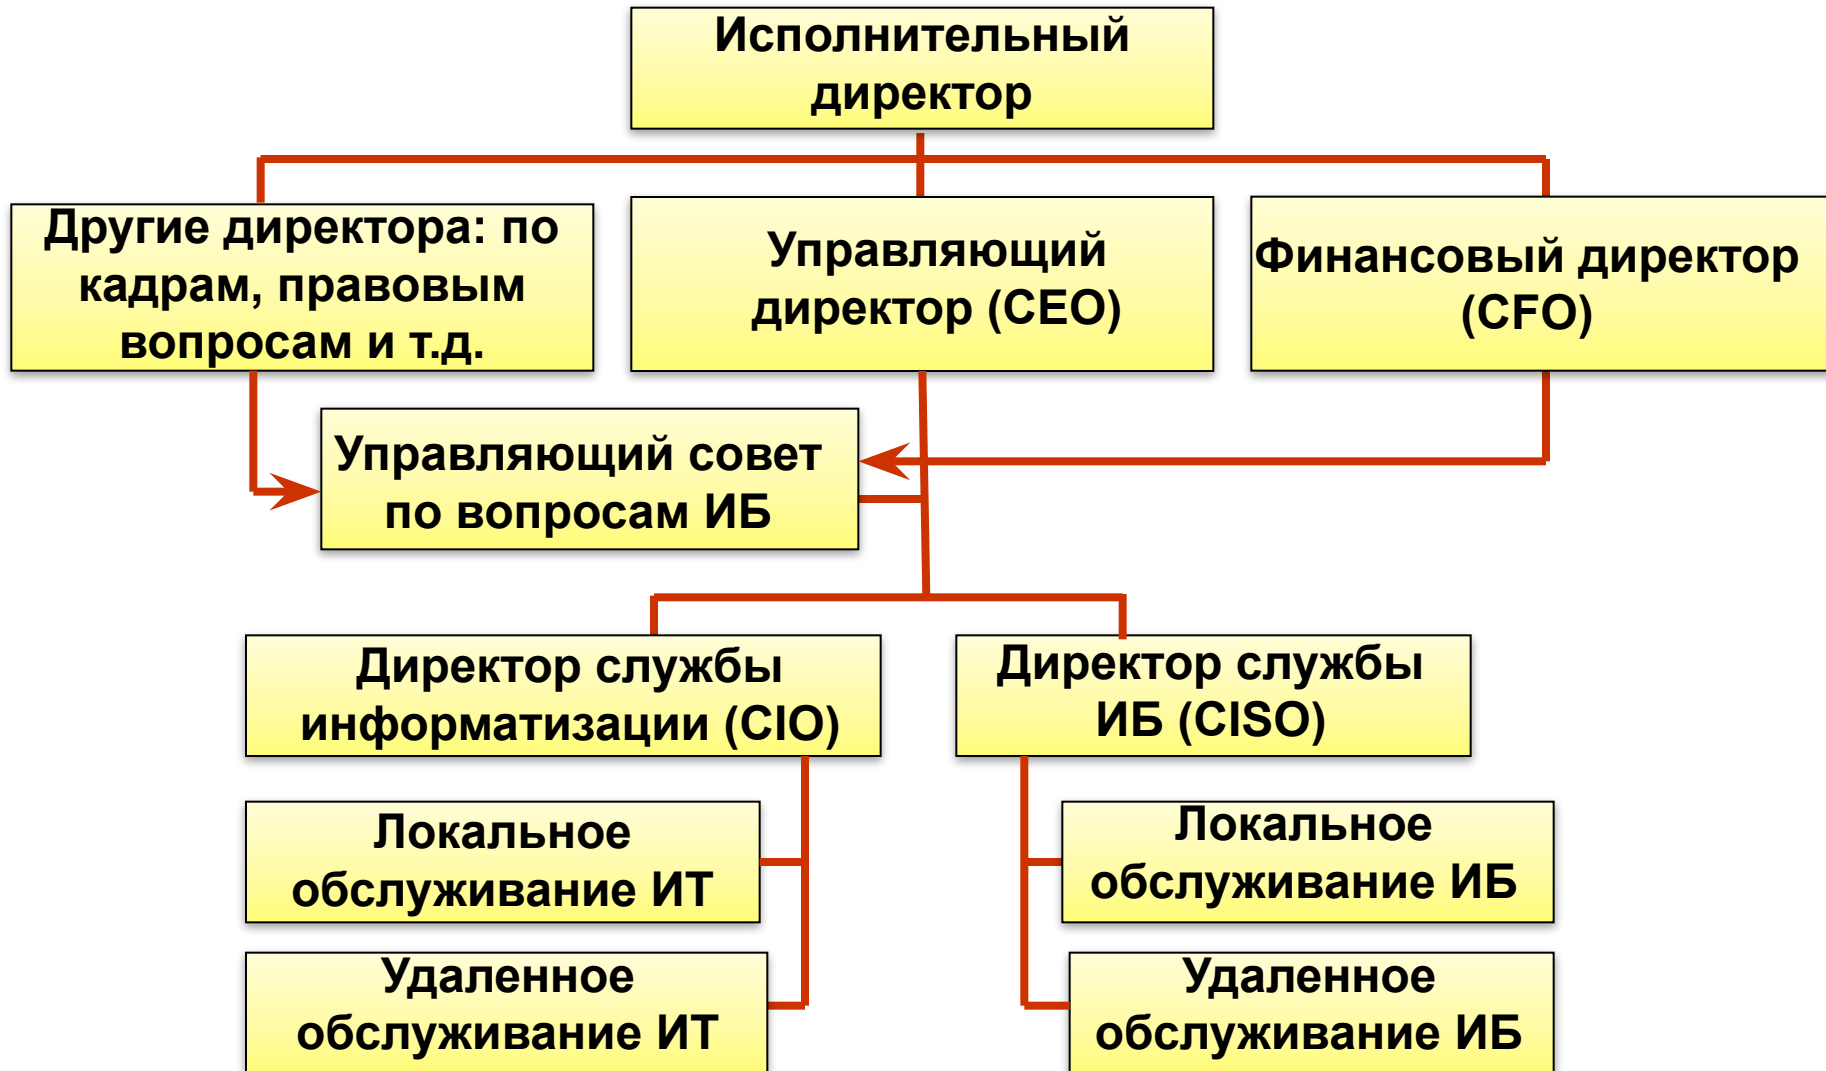 Исполнительный
директор
Другие директора: по
кадрам, правовым
вопросам и т.д.
Управляющий
директор (CEO)
Финансовый директор
(CFO)
Управляющий совет
по вопросам ИБ
Директор службы
информатизации (CIO)
Директор службы
ИБ (CISO)
Локальное
обслуживание ИТ
Локальное
обслуживание ИБ
Удаленное
обслуживание ИТ
Удаленное
обслуживание ИБ